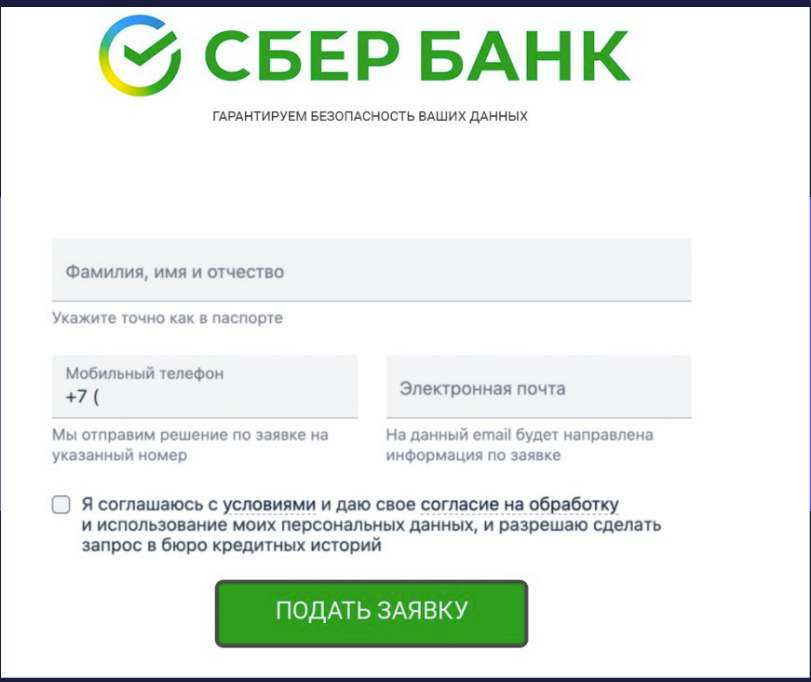 СБЕР БАНК
ГАРАНТИРУЕМ БЕЗОПАСНОСТЬ ВАШИХ ДАННЫХ
Фамилия, имя и отчество
Укажите точно как в паспорте
Мобильный телефон
+7 (
Мы отправим решение по заявке на
указанный номер
Электронная почта
На данный email будет направлена
информация по заявке
Я соглашаюсь с условиями и даю свое согласие на обработку
и использование моих персональных данных, и разрешаю сделать
запрос в бюро кредитных историй
ПОДАТЬ ЗАЯВКУ